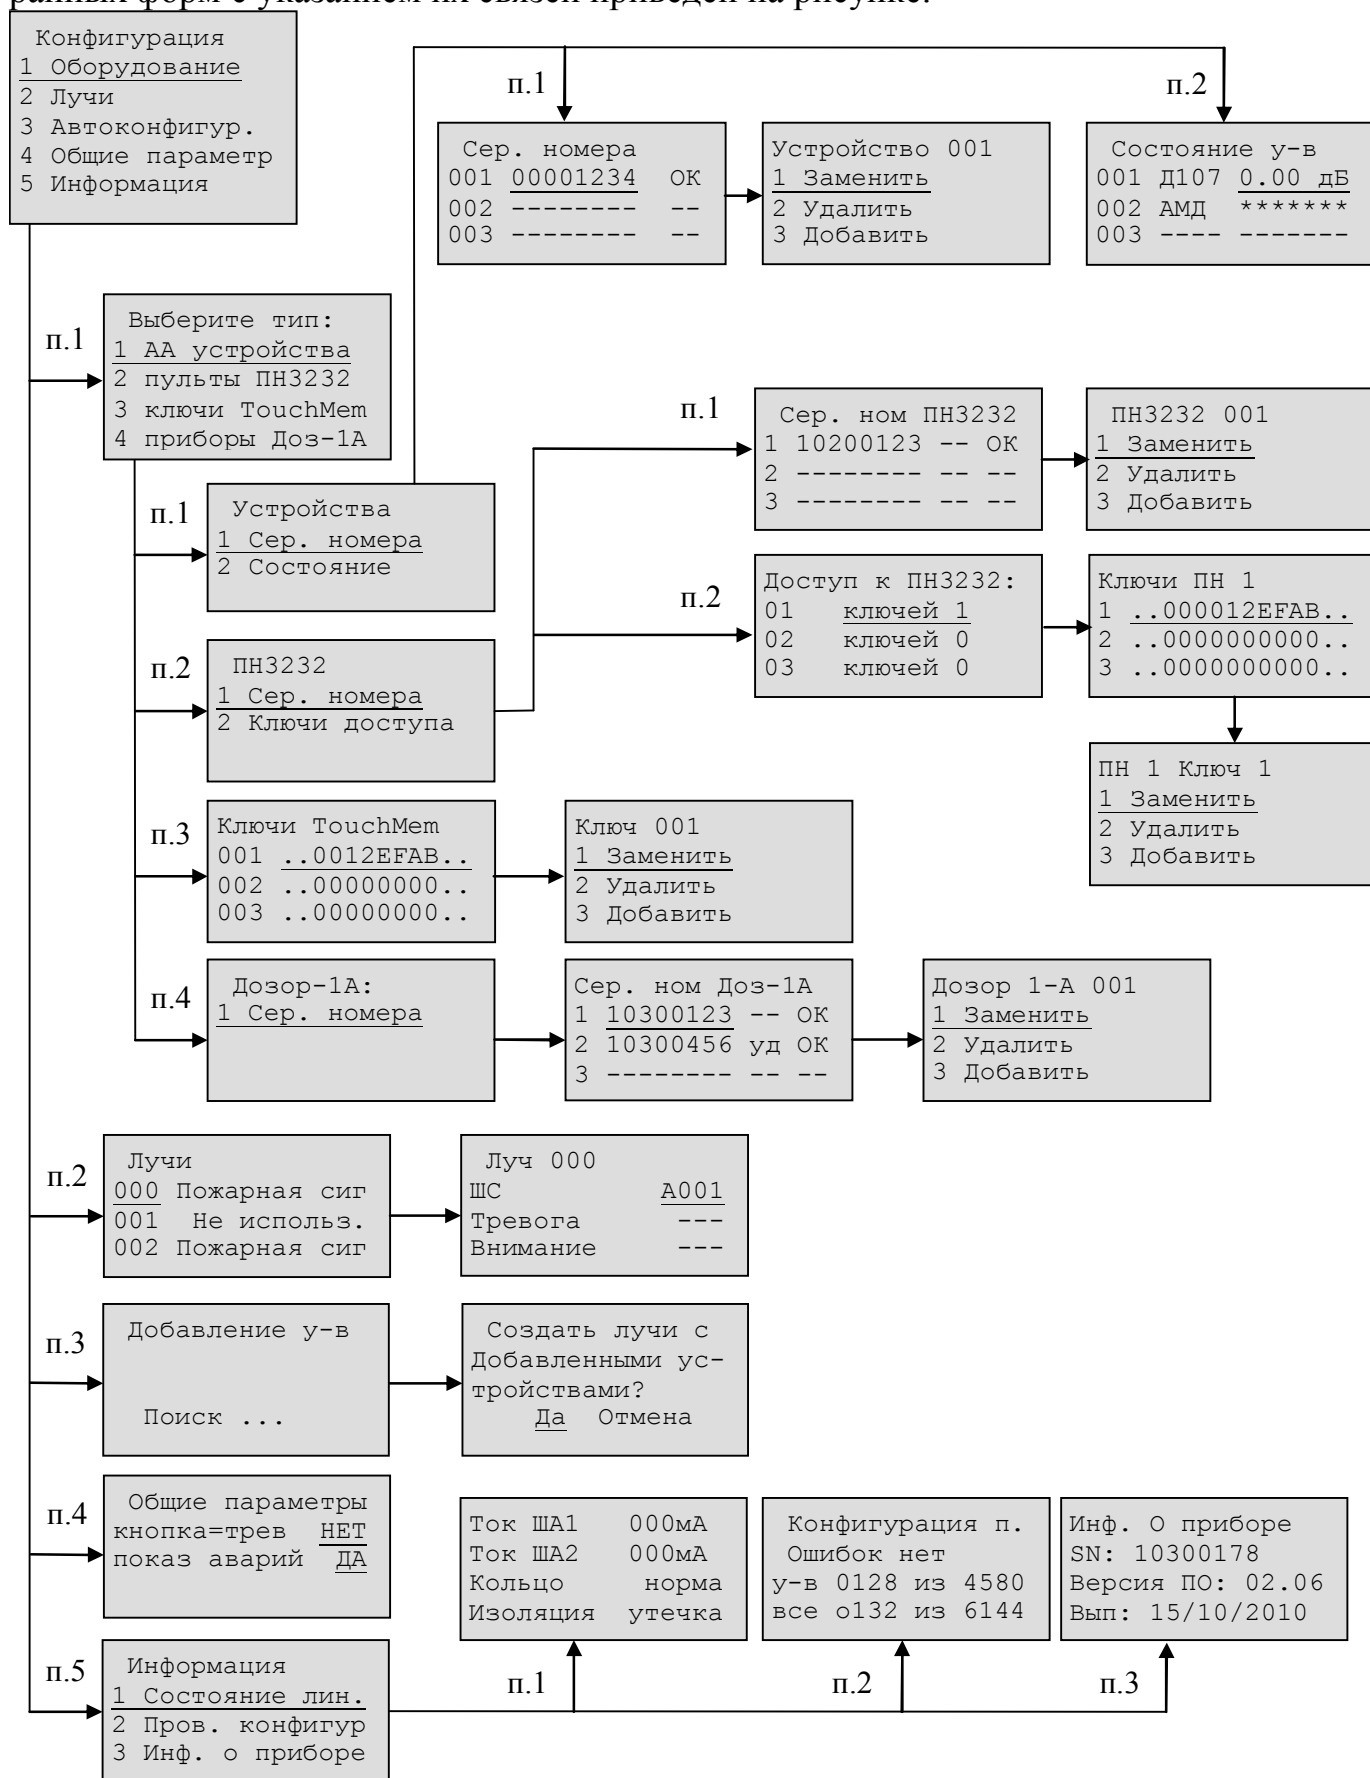 ранных форм с указанием их связей приведен на рисунке.
Конфигурация
1 Оборудование
2 Лучи
3 Автоконфигур.
4 Общие параметр
5 Информация
п.1
п.2
Сер. номера
001 00001234 ОК
002 -------- --
003 -------- --
Устройство 001
1 Заменить
2 Удалить
3 Добавить
Состояние у-в
001 Д107 0.00 дБ
002 АМД *******
003 ---- -------
п.1
Выберите тип:
1 АА устройства
2 пульты ПН3232
3 ключи TouchMem
4 приборы Доз-1А
п.1
Сер. ном ПН3232
1 10200123 -- ОК
2 -------- -- --
3 -------- -- --
ПН3232 001
1 Заменить
2 Удалить
3 Добавить
п.1
Устройства
1 Сер. номера
2 Состояние
п.2
Доступ к ПН3232:
01 ключей 1
02 ключей 0
03 ключей 0
Ключи ПН 1
1 ..000012EFAB..
2 ..0000000000..
3 ..0000000000..
п.2
ПН3232
1 Сер. номера
2 Ключи доступа
ПН 1 Ключ 1
1 Заменить
2 Удалить
3 Добавить
п.3
Ключи TouchMem
001 ..0012EFAB..
002 ..00000000..
003 ..00000000..
Ключ 001
1 Заменить
2 Удалить
3 Добавить
п.4
Дозор-1А:
1 Сер. номера
Сер. ном Доз-1А
1 10300123 -- ОК
2 10300456 уд ОК
3 -------- -- --
Дозор 1-А 001
1 Заменить
2 Удалить
3 Добавить
п.2
Лучи
000 Пожарная сиг
001 Не использ.
002 Пожарная сиг
Луч 000
ШС А001
Тревога ---
Внимание ---
п.3
Добавление у-в
Поиск ...
Создать лучи с
Добавленными ус-
тройствами?
Да Отмена
п.4
Общие параметры
кнопка=трев НЕТ
показ аварий ДА
Ток ША1 000мА
Ток ША2 000мА
Кольцо норма
Изоляция утечка
Конфигурация п.
Ошибок нет
у-в 0128 из 4580
все о132 из 6144
Инф. О приборе
SN: 10300178
Версия ПО: 02.06
Вып: 15/10/2010
п.5
Информация
1 Состояние лин.
2 Пров. конфигур
3 Инф. о приборе
п.1
п.2
п.3